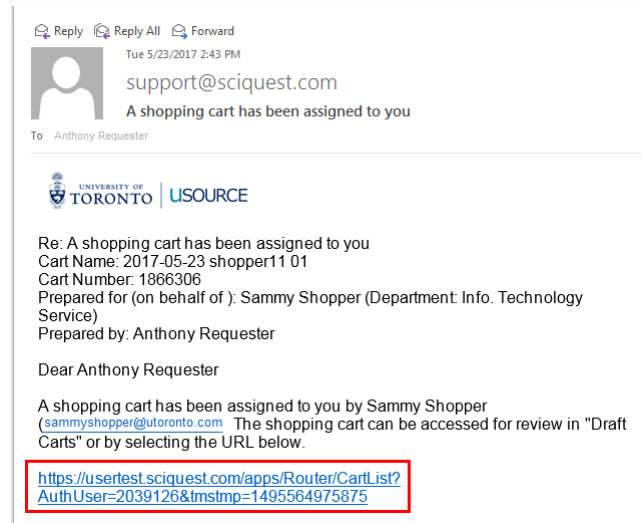 Reply Reply All Forward
Tue 5/23/2017 2:43 PM
support@sciquest.com
A shopping cart has been assigned to you
To Anthony Requester
UNIVERSITY OF
TORONTO USOURCE
Re: A shopping cart has been assigned to you
Cart Name: 2017-05-23 shopper11 01
Cart Number: 1866306
Prepared for (on behalf of ): Sammy Shopper (Department: Info. Technology
Service)
Prepared by: Anthony Requester
Dear Anthony Requester
A shopping cart has been assigned to you by Sammy Shopper
(sammyshopper@utoronto.com The shopping cart can be accessed for review in "Draft
Carts" or by selecting the URL below.
https://usertest.sciquest.com/apps/Router/CartList?
AuthUser=2039126&tmstmp=1495564975875